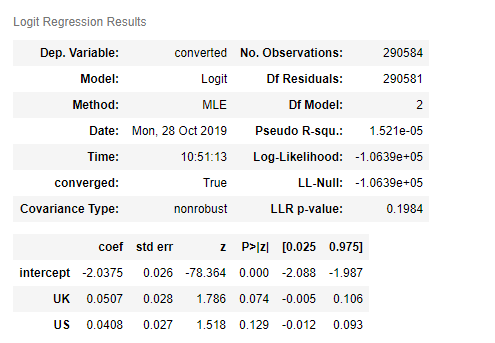 Logit Regression Results
Dep. Variable: converted No. Observations: 290584
Model: Logit Df Residuals: 290581
Method: MLE Df Model: 2
Date: Mon, 28 Oct 2019 Pseudo R-squ.: 1.521e-05
Time: 10:51:13 Log-Likelihood: -1.0639e+05
converged: True LL-Null: -1.0639e+05
Covariance Type: nonrobust LLR p-value: 0.1984
coef std err z P>|z| [0.025 0.975]
intercept -2.0375 0.026 -78.364 0.000 -2.088 -1.987
UK 0.0507 0.028 1.786 0.074 -0.005 0.106
US 0.0408 0.027 1.518 0.129 -0.012 0.093